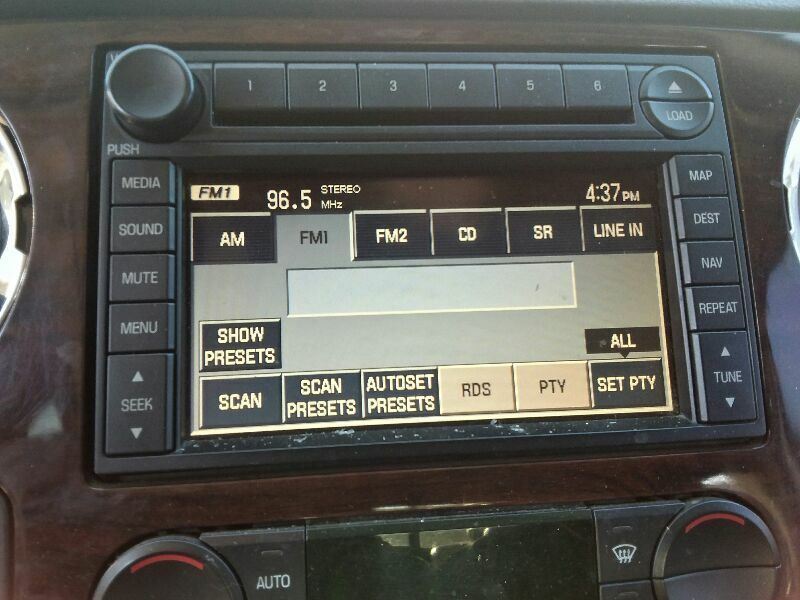 1 2 3 4 5 6
LOAD
PUSH
MEDIA
SOUND
MUTE
MENU
SEEK
FM1 96.5 STEREO MHz 4:37PM
AM FM1 FM2 CD SR LINE IN
SHOW PRESETS
ALL
SCAN
SCAN PRESETS
AUTOSET PRESETS
RDS
PTY
SET PTY
MAP
DEST
NAV
REPEAT
TUNE
AUTO